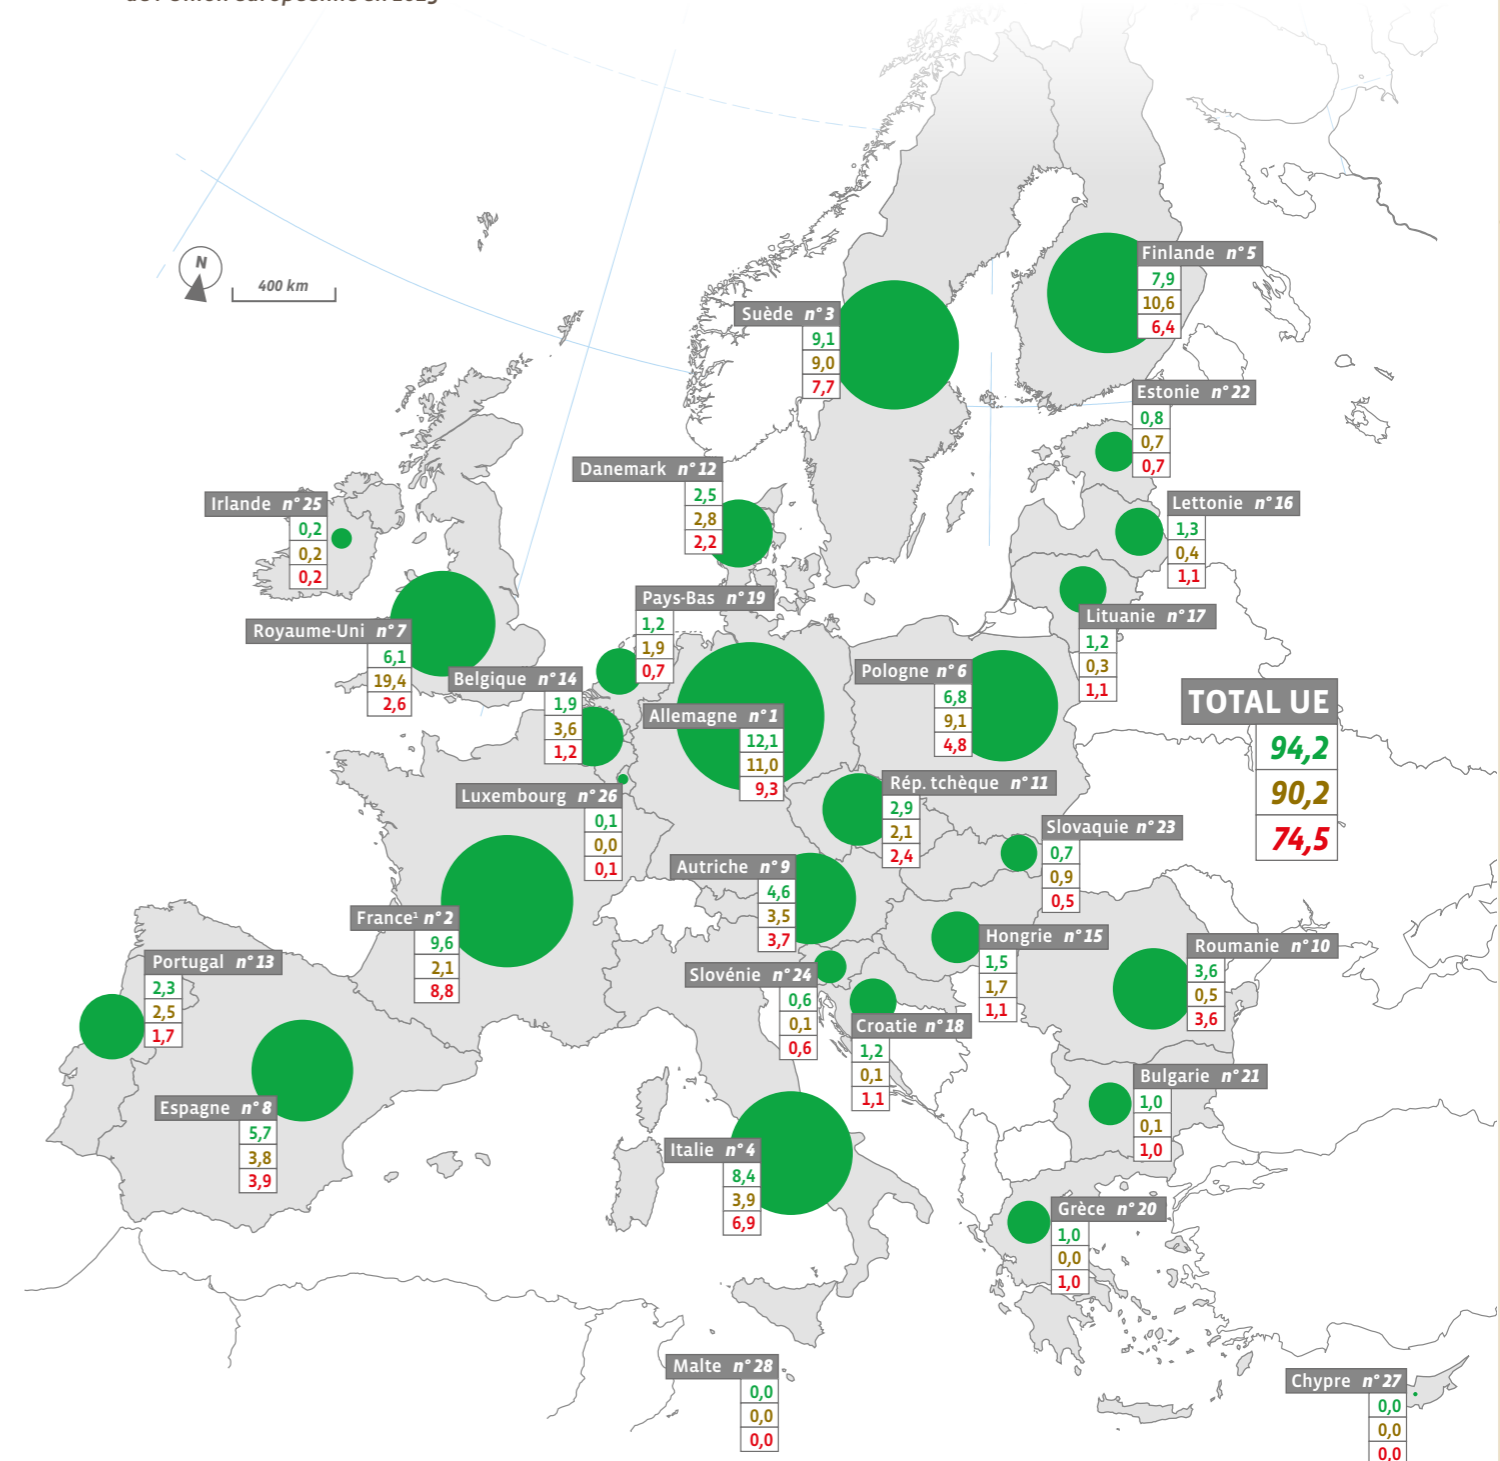 de l'Union européenne en 2015
N
400 km
Finlande n° 5
7,9
10,6
6,4
Suède n° 3
9,1
9,0
7,7
Estonie n° 22
0,8
0,7
0,7
Danemark n° 12
2,5
2,8
2,2
Irlande n° 25
0,2
0,2
0,2
Lettonie n° 16
1,3
0,4
1,1
Pays-Bas n° 19
1,2
1,9
0,7
Lituanie n° 17
1,2
0,3
1,1
Royaume-Uni n° 7
6,1
19,4
2,6
Belgique n° 14
1,9
3,6
1,2
Pologne n° 6
6,8
9,1
4,8
TOTAL UE
94,2
90,2
74,5
Allemagne n° 1
12,1
11,0
9,3
Rép. tchèque n° 11
2,9
2,1
2,4
Luxembourg n° 26
0,1
0,0
0,1
Slovaquie n° 23
0,7
0,9
0,5
Autriche n° 9
4,6
3,5
3,7
France¹ n° 2
9,6
2,1
8,8
Hongrie n° 15
1,5
1,7
1,1
Roumanie n° 10
3,6
0,5
3,6
Portugal n° 13
2,3
2,5
1,7
Slovénie n° 24
0,6
0,1
0,6
Croatie n° 18
1,2
0,1
1,1
Bulgarie n° 21
1,0
0,1
1,0
Espagne n° 8
5,7
3,8
3,9
Italie n° 4
8,4
3,9
6,9
Grèce n° 20
1,0
0,0
1,0
Malte n° 28
0,0
0,0
0,0
Chypre n° 27
0,0
0,0
0,0